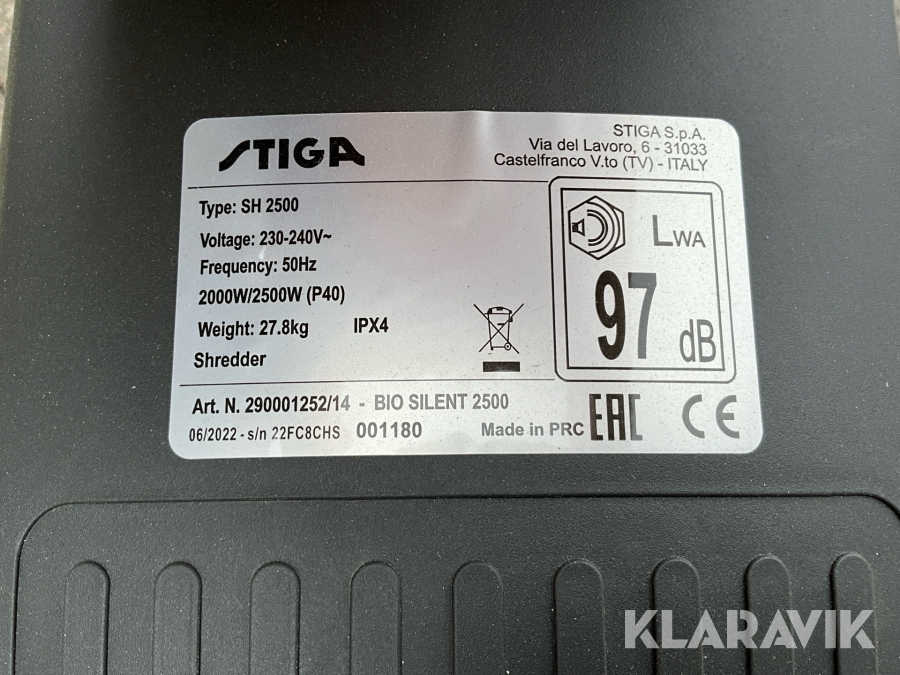 STIGA
STIGA S.p.A.
Via del Lavoro, 6 - 31033
Castelfranco V.to (TV) - ITALY
Type: SH 2500
Voltage: 230-240V~
Frequency: 50Hz
2000W/2500W (P40)
Weight: 27.8kg IPX4
Shredder
LWA
97
dB
Art. N. 290001252/14 - BIO SILENT 2500
06/2022 - s/n 22FC8CHS 001180 Made in PRC EAC CE
KLARAVIK